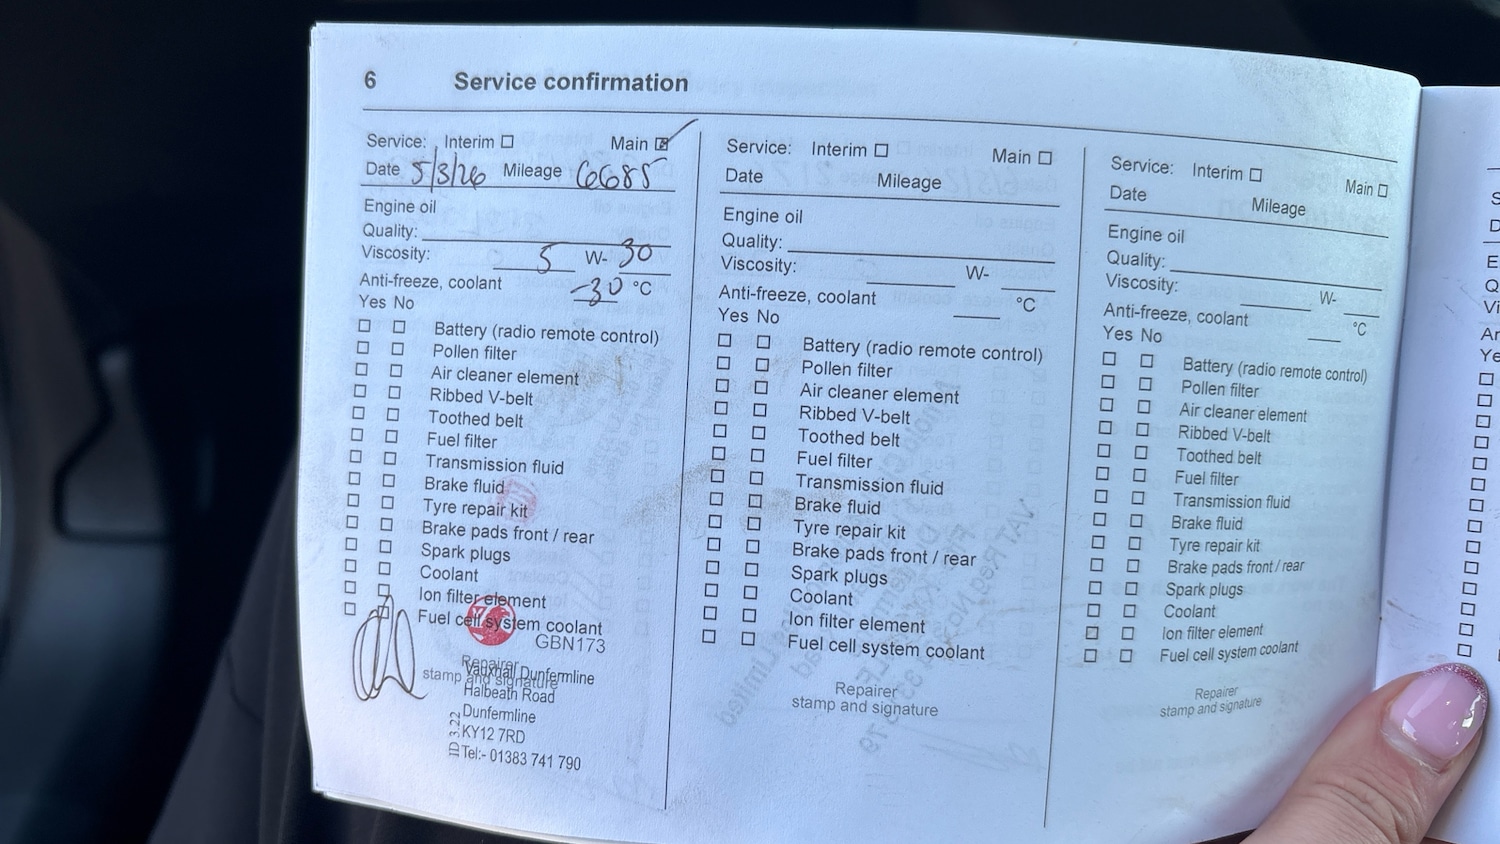 6 Service confirmation
Service: Interim Main
Date 5/3/26 Mileage 6685
Engine oil
Quality:
Viscosity: 5 W- 30
Anti-freeze, coolant -30 °C
Yes No
Battery (radio remote control)
Pollen filter
Air cleaner element
Ribbed V-belt
Toothed belt
Fuel filter
Transmission fluid
Brake fluid
Tyre repair kit
Brake pads front / rear
Spark plugs
Coolant
Ion filter element
Fuel cell system coolant
GBN173
Repairer
stamp and signature
Vauxhall Dunfermline
Halbeath Road
Dunfermline
KY12 7RD
Tel:- 01383 741 790
ID 3.22
Service: Interim Main
Date Mileage
Engine oil
Quality:
Viscosity: W-
Anti-freeze, coolant °C
Yes No
Battery (radio remote control)
Pollen filter
Air cleaner element
Ribbed V-belt
Toothed belt
Fuel filter
Transmission fluid
Brake fluid
Tyre repair kit
Brake pads front / rear
Spark plugs
Coolant
Ion filter element
Fuel cell system coolant
Repairer
stamp and signature
Service: Interim Main
Date Mileage
Engine oil
Quality:
Viscosity: W-
Anti-freeze, coolant °C
Yes No
Battery (radio remote control)
Pollen filter
Air cleaner element
Ribbed V-belt
Toothed belt
Fuel filter
Transmission fluid
Brake fluid
Tyre repair kit
Brake pads front / rear
Spark plugs
Coolant
Ion filter element
Fuel cell system coolant
Repairer
stamp and signature